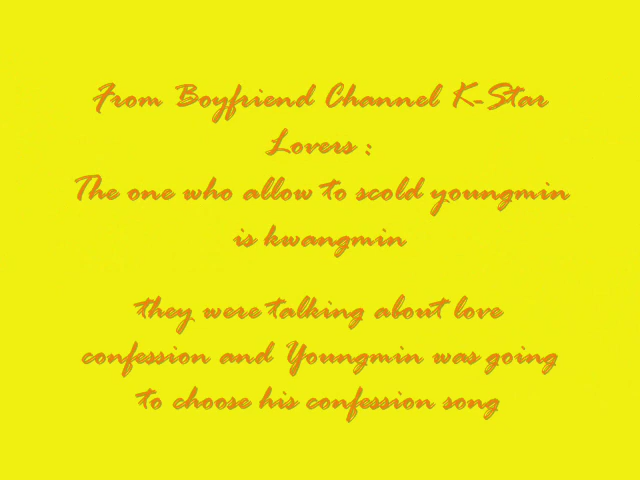 From Boyfriend Channel K-Star
Lovers :
The one who allow to scold youngmin
is kwangmin
they were talking about love
confession and Youngmin was going
to choose his confession song